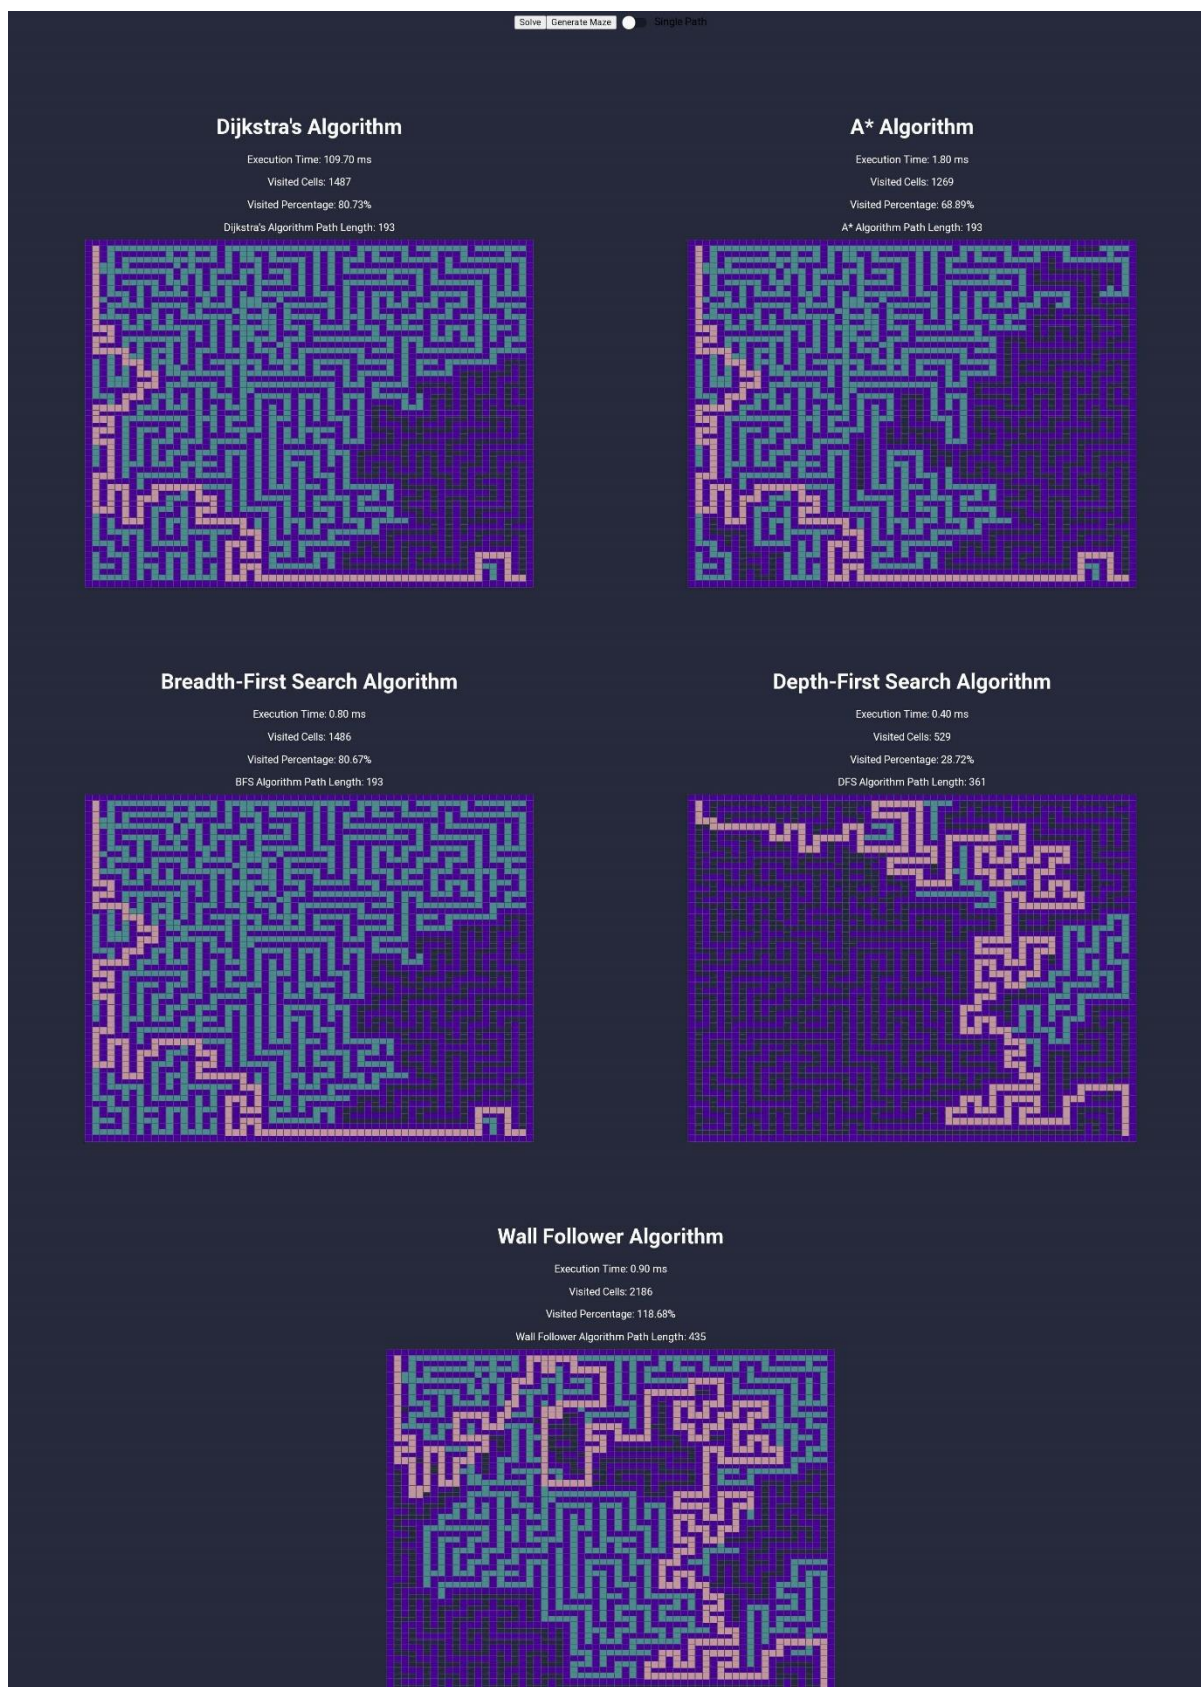 Solve Generate Maze Single Path
Dijkstra's Algorithm
Execution Time: 109.70 ms
Visited Cells: 1487
Visited Percentage: 80.73%
Dijkstra's Algorithm Path Length: 193
A* Algorithm
Execution Time: 1.80 ms
Visited Cells: 1269
Visited Percentage: 68.89%
A* Algorithm Path Length: 193
Breadth-First Search Algorithm
Execution Time: 0.80 ms
Visited Cells: 1486
Visited Percentage: 80.67%
BFS Algorithm Path Length: 193
Depth-First Search Algorithm
Execution Time: 0.40 ms
Visited Cells: 529
Visited Percentage: 28.72%
DFS Algorithm Path Length: 361
Wall Follower Algorithm
Execution Time: 0.90 ms
Visited Cells: 2186
Visited Percentage: 118.68%
Wall Follower Algorithm Path Length: 435